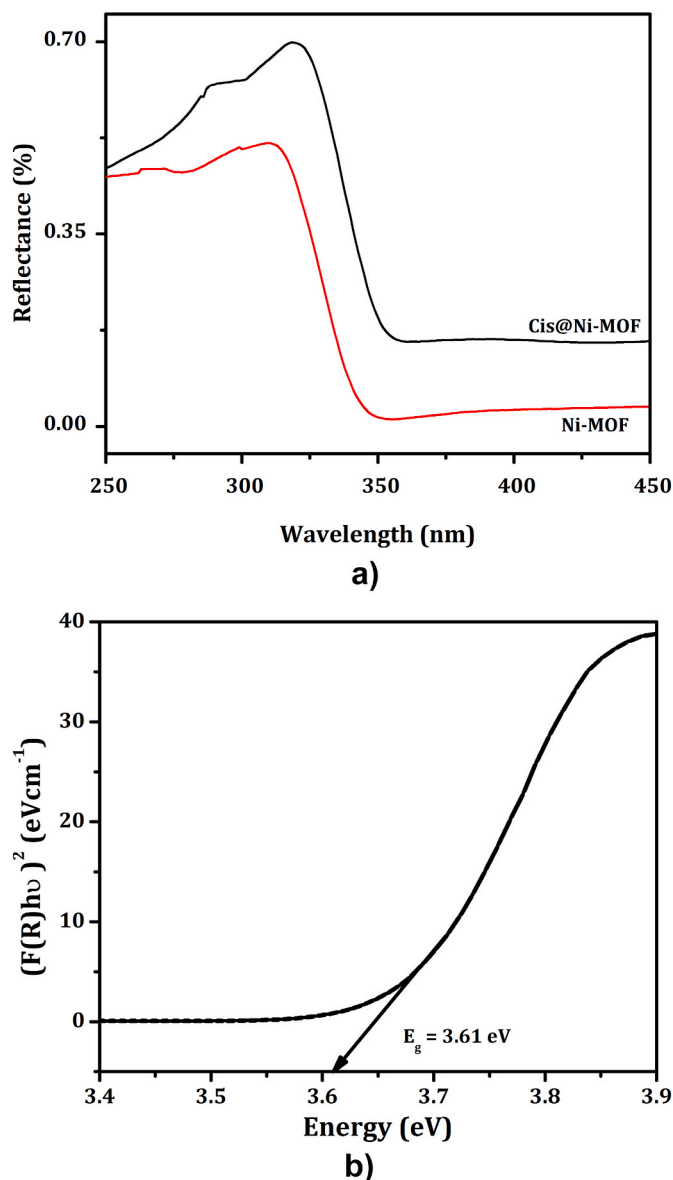 0.70
0.35
0.00
Reflectance (%)
Cis@Ni-MOF
Ni-MOF
250 300 350 400 450
Wavelength (nm)
a)
40
30
20
10
0
(F(R)hυ)² (eVcm⁻¹)
E_g = 3.61 eV
3.4 3.5 3.6 3.7 3.8 3.9
Energy (eV)
b)